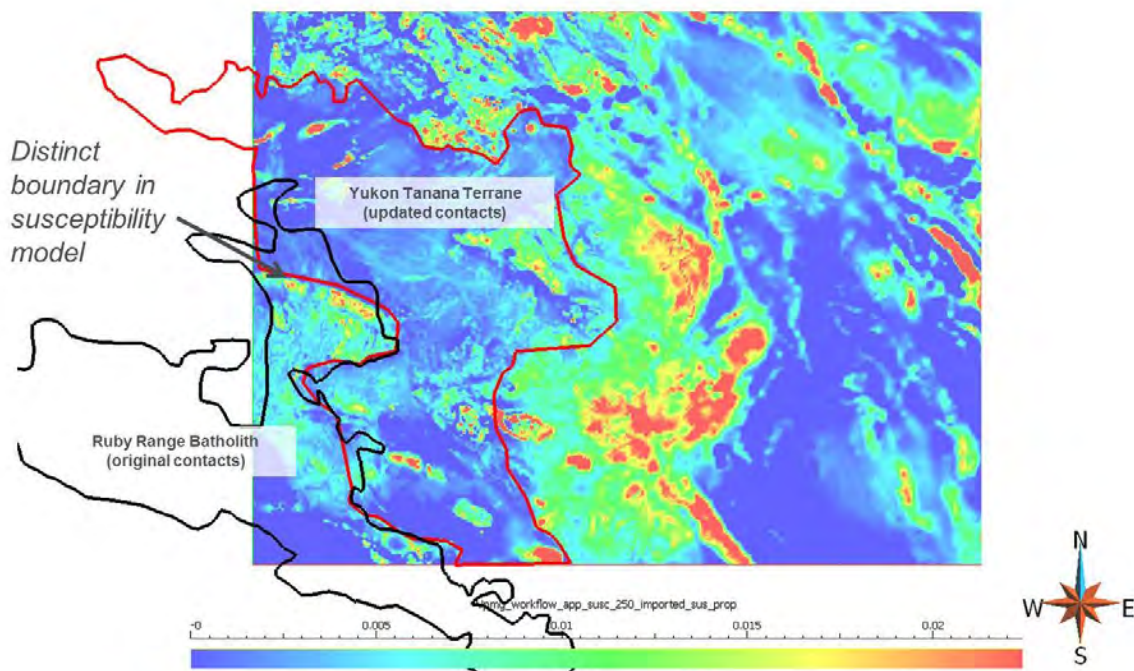 Distinct
boundary in
susceptibility
model
Yukon Tanana Terrane
(updated contacts)
Ruby Range Batholith
(original contacts)
N
W E
S
vpmg_workflow_app_susc_250_imported_sus_prop
~0 0.005 0.01 0.015 0.02